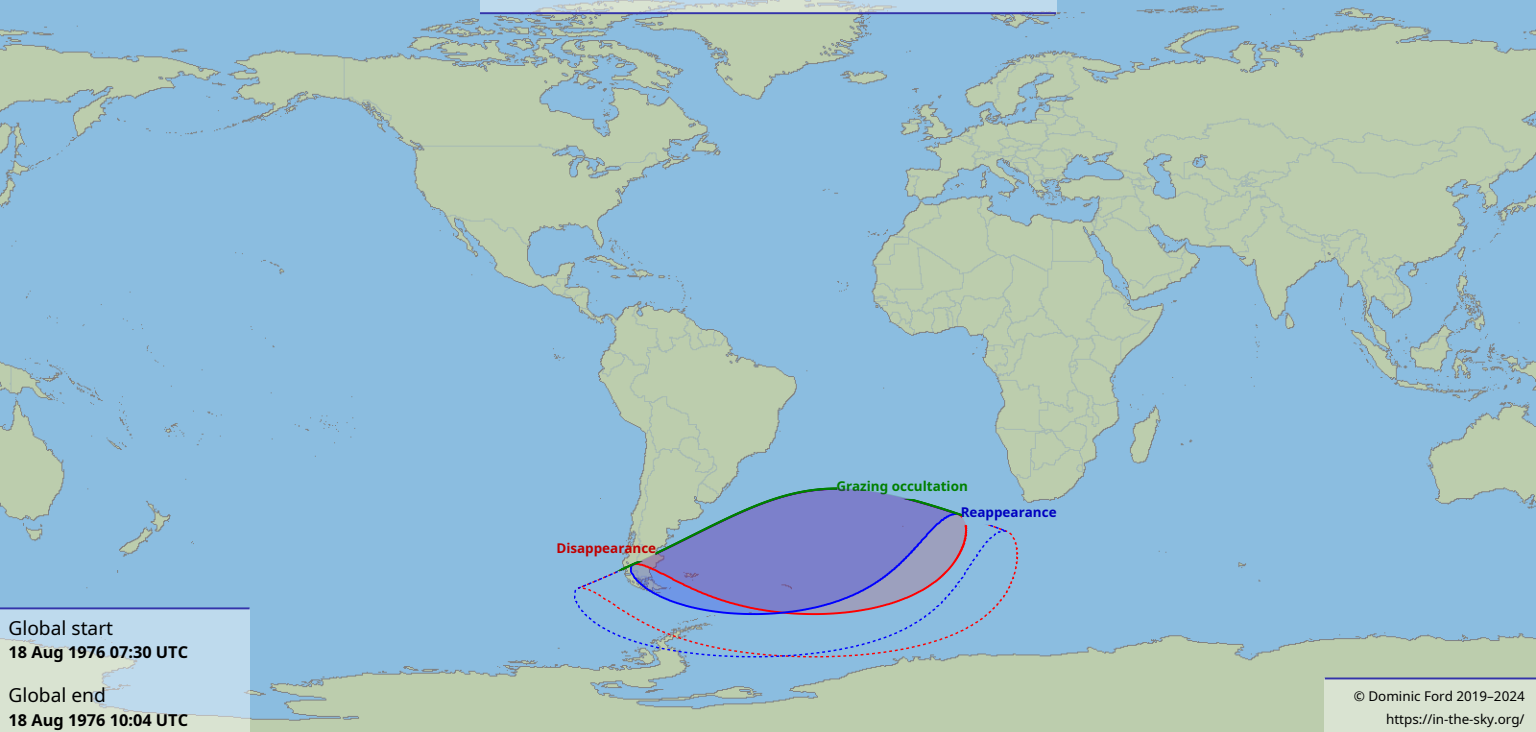 Grazing occultation
Reappearance
Disappearance
Global start
18 Aug 1976 07:30 UTC
Global end
18 Aug 1976 10:04 UTC
© Dominic Ford 2019–2024
https://in-the-sky.org/